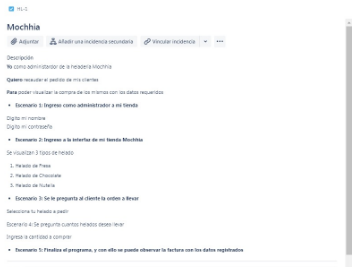 HL-1
Mochhia
Adjuntar
Añadir una incidencia secundaria
Vincular incidencia
Descripción
Yo como administrador de la heladería Mochhia
Quiero recaudar el pedido de mis clientes
Para poder visualizar la compra de los mismos con los datos requeridos
• Escenario 1: Ingreso como administrador a mi tienda
Digito mi nombre
Digito mi contraseña
• Escenario 2: Ingreso a la interfaz de mi tienda Mochhia
Se visualizan 3 tipos de helado
1. Helado de Fresa
2. Helado de Chocolate
3. Helado de Nutella
• Escenario 3: Se le pregunta al cliente la orden a llevar
Selecciona tu helado a pedir
Escenario 4: Se pregunta cuantos helados desea llevar
Ingrese la cantidad a comprar
• Escenario 5: Finaliza el programa, y con ello se puede observar la factura con los datos registrados